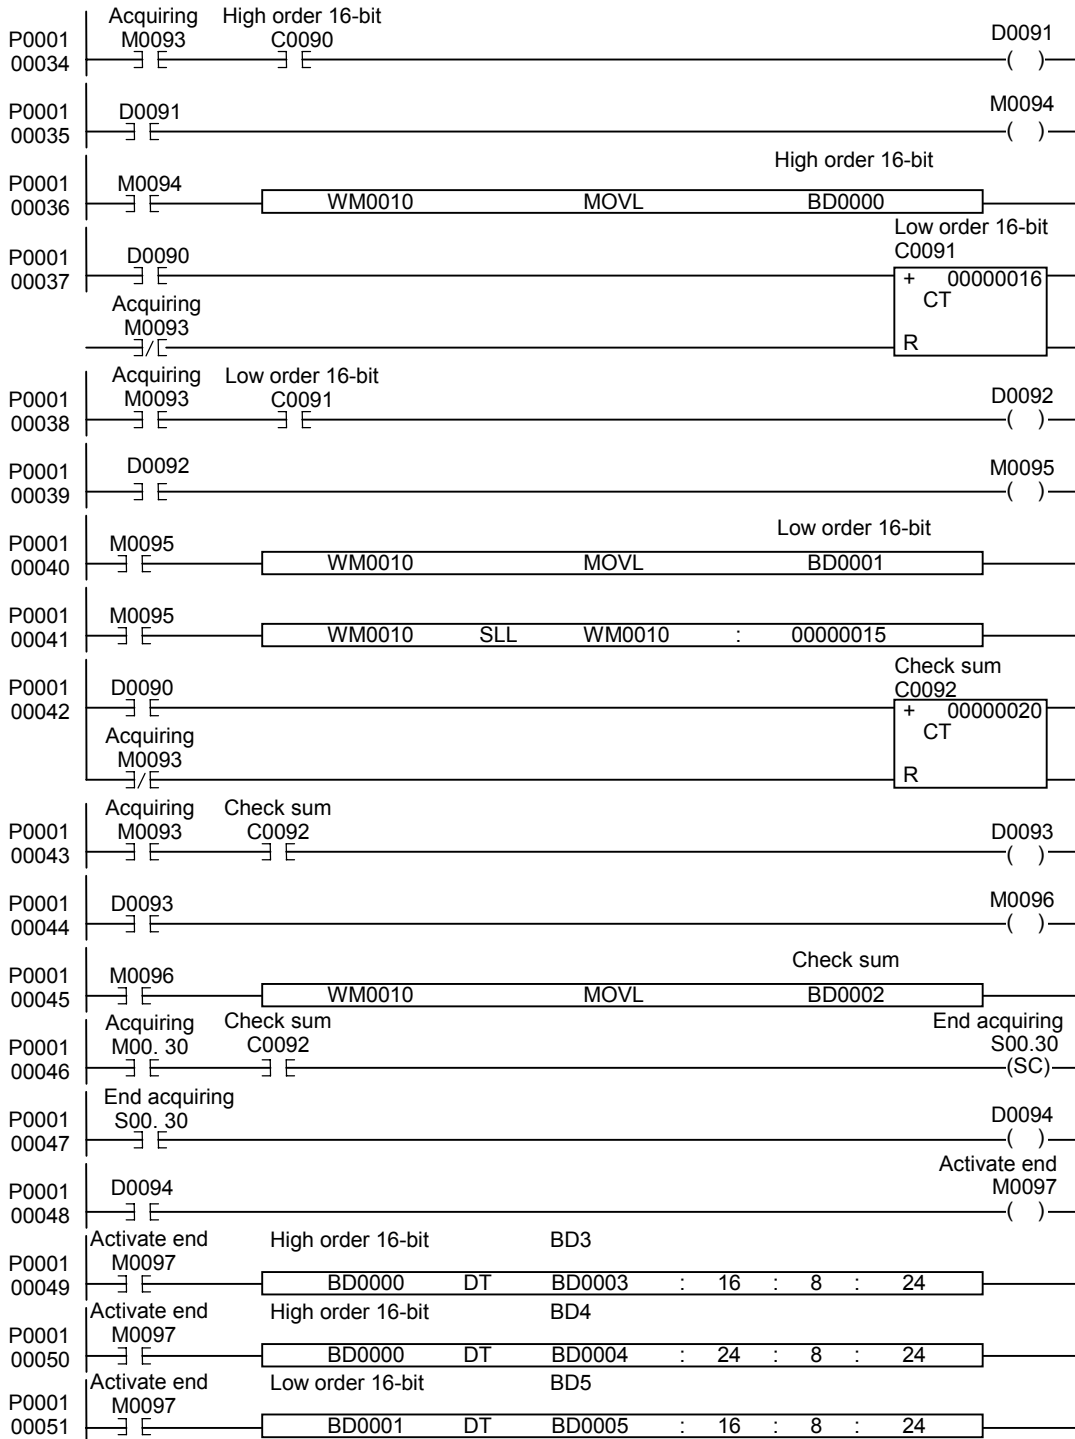 Acquiring High order 16-bit
P0001 M0093 C0090 D0091
00034 ( )
P0001 D0091 M0094
00035 ( )
High order 16-bit
P0001 M0094
00036 WM0010 MOVL BD0000
Low order 16-bit
P0001 D0090 C0091
00037 + 00000016
Acquiring CT
M0093
R
Acquiring Low order 16-bit
P0001 M0093 C0091 D0092
00038 ( )
P0001 D0092 M0095
00039 ( )
Low order 16-bit
P0001 M0095
00040 WM0010 MOVL BD0001
P0001 M0095
00041 WM0010 SLL WM0010 : 00000015
Check sum
P0001 D0090 C0092
00042 + 00000020
Acquiring CT
M0093
R
Acquiring Check sum
P0001 M0093 C0092 D0093
00043 ( )
P0001 D0093 M0096
00044 ( )
Check sum
P0001 M0096
00045 WM0010 MOVL BD0002
Acquiring Check sum End acquiring
P0001 M00. 30 C0092 S00.30
00046 (SC)
End acquiring
P0001 S00. 30 D0094
00047 ( )
Activate end
P0001 D0094 M0097
00048 ( )
Activate end High order 16-bit BD3
P0001 M0097
00049 BD0000 DT BD0003 : 16 : 8 : 24
Activate end High order 16-bit BD4
P0001 M0097
00050 BD0000 DT BD0004 : 24 : 8 : 24
Activate end Low order 16-bit BD5
P0001 M0097
00051 BD0001 DT BD0005 : 16 : 8 : 24